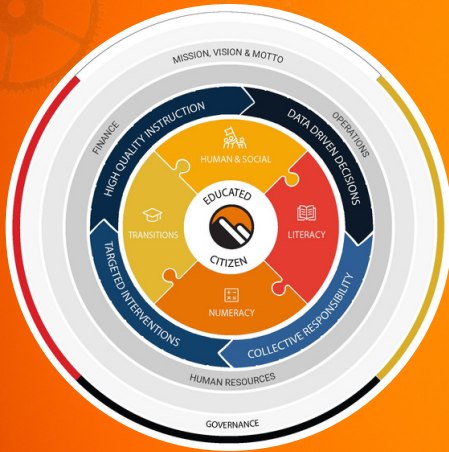 MISSION, VISION & MOTTO
FINANCE
OPERATIONS
HIGH QUALITY INSTRUCTION
DATA DRIVEN DECISIONS
HUMAN & SOCIAL
EDUCATED
TRANSITIONS
LITERACY
CITIZEN
NUMERACY
TARGETED INTERVENTIONS
COLLECTIVE RESPONSIBILITY
HUMAN RESOURCES
GOVERNANCE